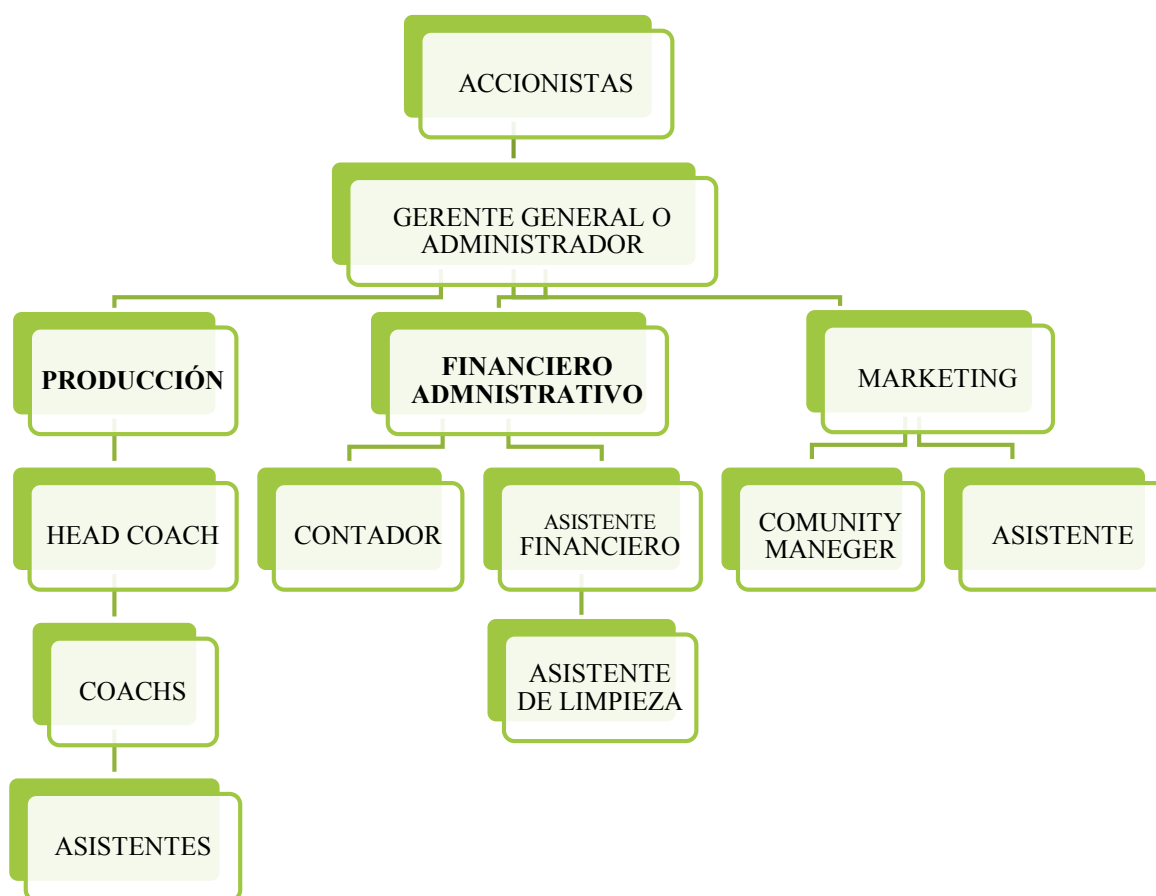 ACCIONISTAS
GERENTE GENERAL O
ADMINISTRADOR
PRODUCCIÓN
FINANCIERO
ADMNISTRATIVO
MARKETING
HEAD COACH
CONTADOR
ASISTENTE
FINANCIERO
COMUNITY
MANEGER
ASISTENTE
COACHS
ASISTENTE
DE LIMPIEZA
ASISTENTES